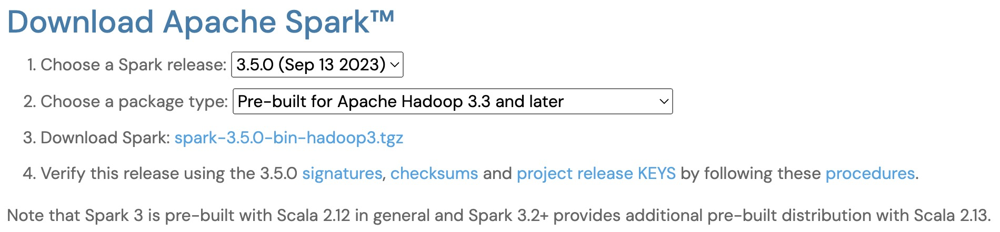 Download Apache Spark™
1. Choose a Spark release: 3.5.0 (Sep 13 2023)
2. Choose a package type: Pre-built for Apache Hadoop 3.3 and later
3. Download Spark: spark-3.5.0-bin-hadoop3.tgz
4. Verify this release using the 3.5.0 signatures, checksums and project release KEYS by following these procedures.
Note that Spark 3 is pre-built with Scala 2.12 in general and Spark 3.2+ provides additional pre-built distribution with Scala 2.13.